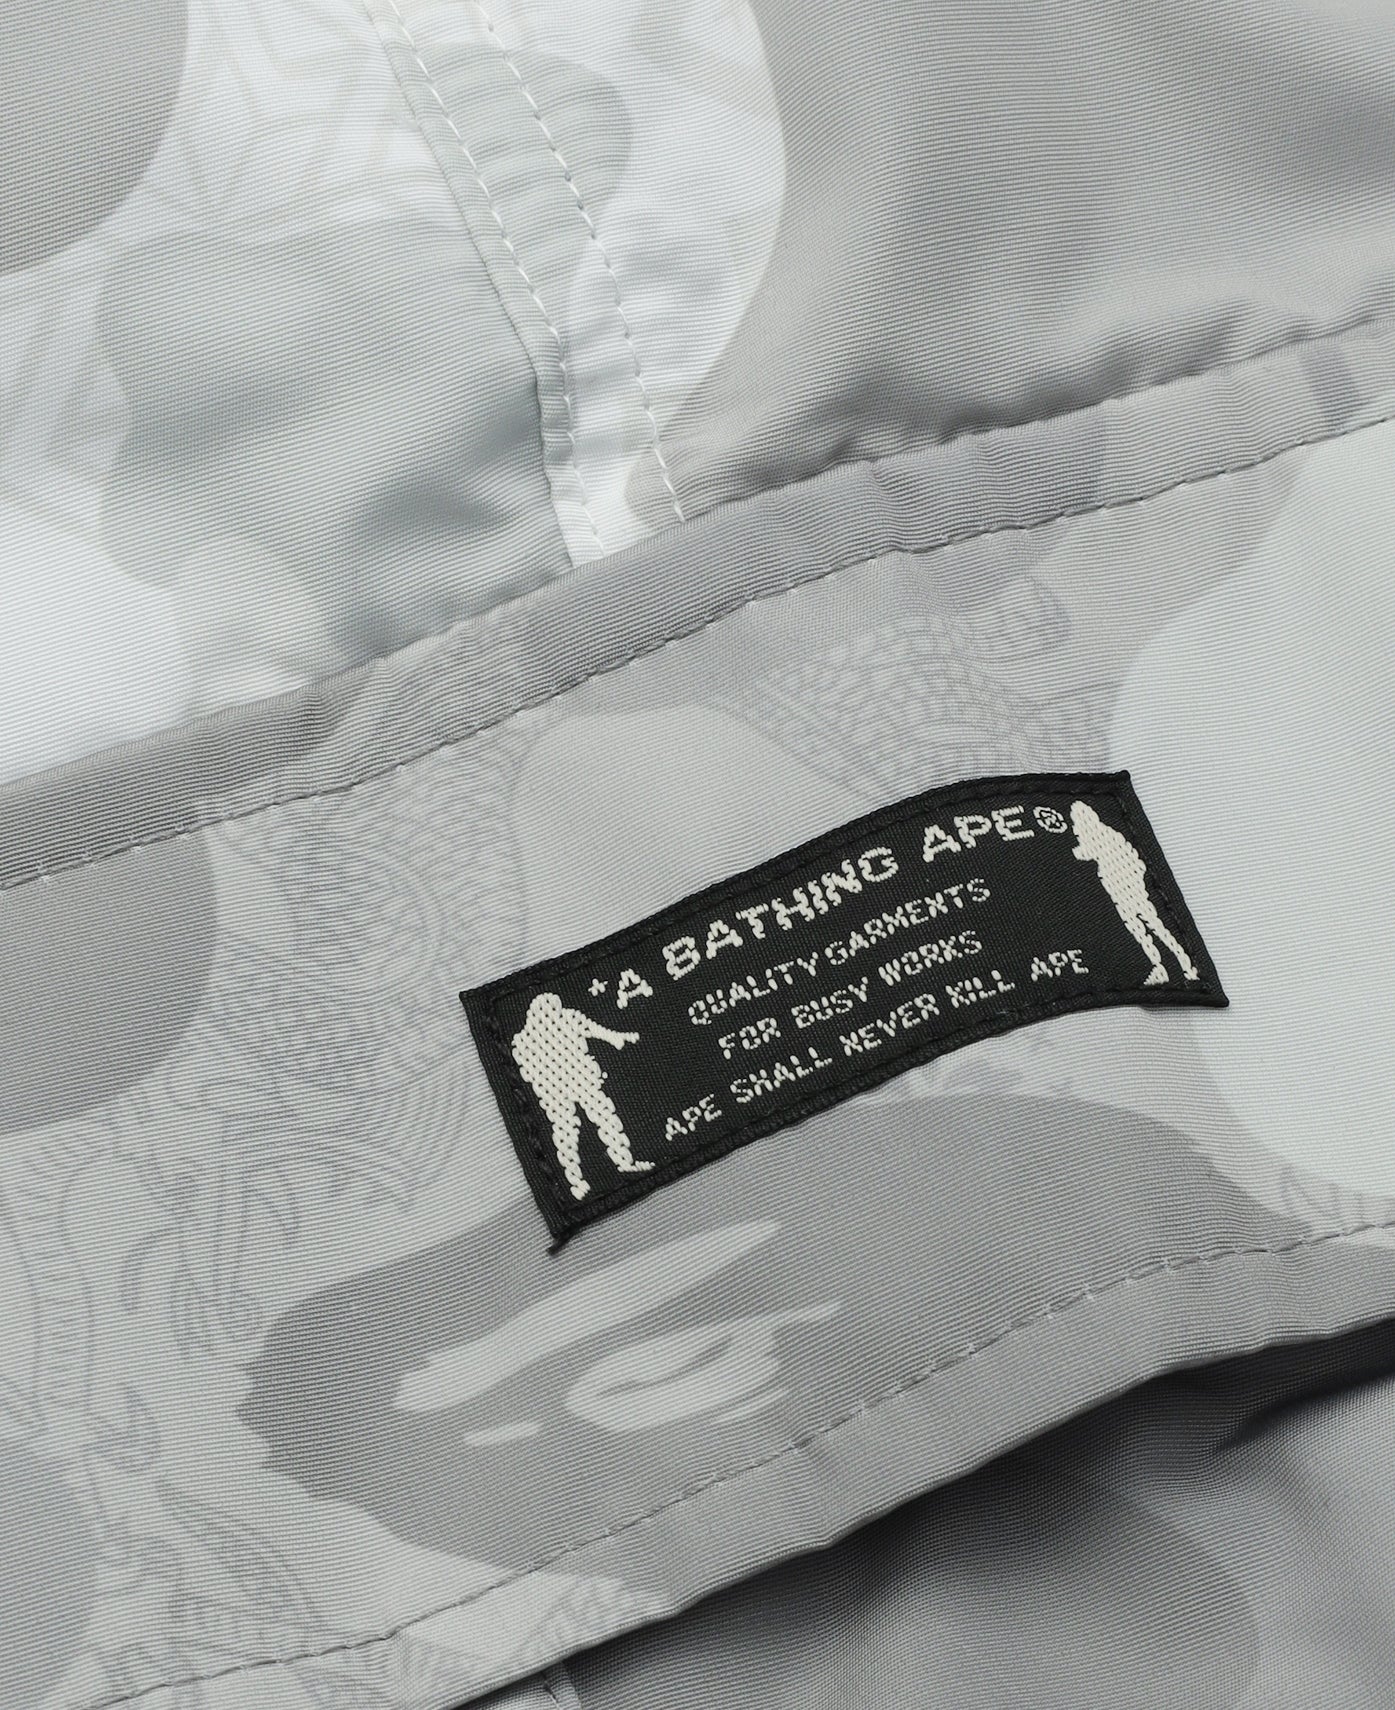 *A BATHING APE®
QUALITY GARMENTS
FOR BUSY WORKS
APE SHALL NEVER KILL APE